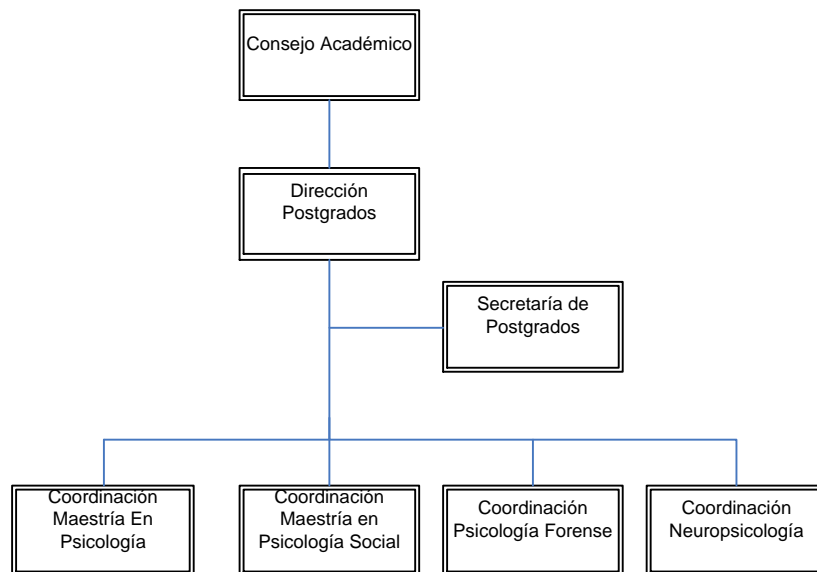 Consejo Académico
Dirección
Postgrados
Secretaría de
Postgrados
Coordinación
Maestría En
Psicología
Coordinación
Maestría en
Psicología Social
Coordinación
Psicología Forense
Coordinación
Neuropsicología